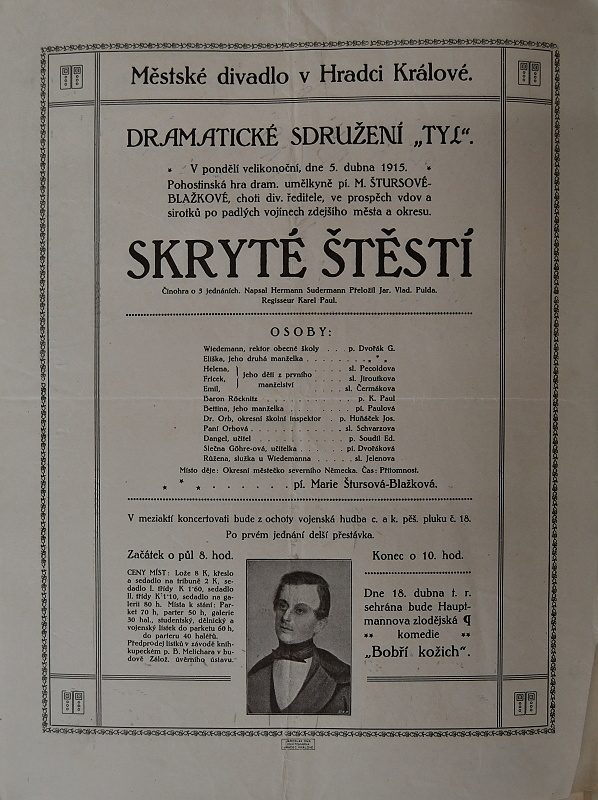 Městské divadlo v Hradci Králové.
DRAMATICKÉ SDRUŽENÍ „TYL“.
* V pondělí velikonoční, dne 5. dubna 1915. *
Pohostinská hra dram. umělkyně pí. M. ŠTURSOVÉ-
BLAŽKOVÉ, choti div. ředitele, ve prospěch vdov a
sirotků po padlých vojínech zdejšího města a okresu.
SKRYTÉ ŠTĚSTÍ
Činohra o 3 jednáních. Napsal Hermann Sudermann Přeložil Jar. Vlad. Pulda.
Regisseur Karel Paul.
OSOBY:
Wiedemann, rektor obecné školy . . p. Dvořák G.
Eliška, jeho druhá manželka . . . . . . . . * * *
Helena, } jeho děti z prvního . . . . sl. Pecoldova
Fricek, manželství . . . . sl. Jiroutkova
Emil, . . . . sl. Čermákova
Baron Röcknitz . . . . . . . . . . . . p. K. Paul
Bettina, jeho manželka . . . . . . . . pí. Paulová
Dr. Orb, okresní školní inspektor . p. Huňáček Jos.
Paní Orbová . . . . . . . . . . . . sl. Schvarzova
Dangel, učitel . . . . . . . . . . . . p. Soudil Ed.
Slečna Göhre-ová, učitelka . . . . . pí. Dvořáková
Růžena, služka u Wiedemanna . . . . . sl. Jelenova
Místo děje: Okresní městečko severního Německa. Čas: Přítomnost.
* * * . . . . . . . pí. Marie Štursová-Blažková.
V meziaktí koncertovati bude z ochoty vojenská hudba c. a k. pěš. pluku č. 18.
Po prvém jednání delší přestávka.
Začátek o půl 8. hod.
Konec o 10. hod.
CENY MÍST: Lože 8 K, křeslo
a sedadlo na tribuně 2 K, se-
dadlo I. třídy K 1·60, sedadlo
II. třídy K 1·10, sedadlo na ga-
lerii 80 h. Místa k stání: Par-
ket 70 h, parter 50 h, galerie
30 hal., studentský, dělnický a
vojenský lístek do parketu 60 h,
do parteru 40 haléřů.
Předprodej lístků v závodě knih-
kupeckém p. B. Melichara v bu-
dově Zálož. úvěrního ústavu.
Dne 18. dubna t. r.
sehrána bude Haupt-
mannova zlodějská ¶
** komedie **
„Bobří kožich“.